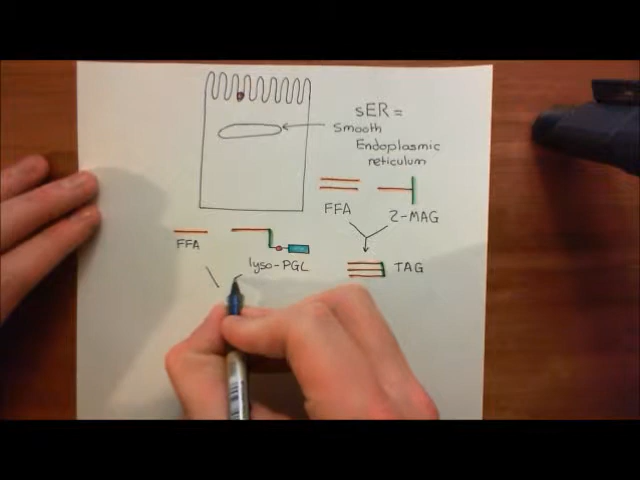 sER =
Smooth
Endoplasmic
reticulum
FFA
2-MAG
FFA
lyso-PGL
TAG